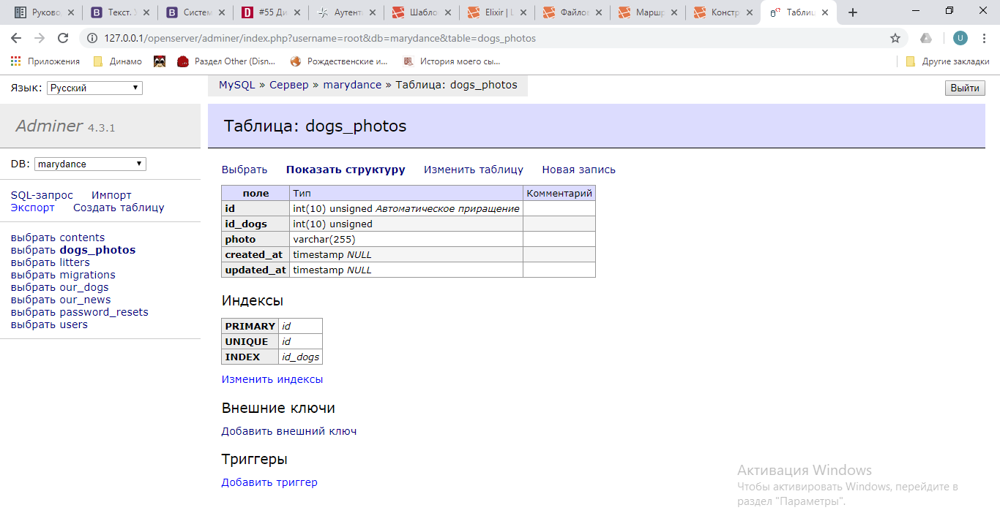 Руково
Текст. У
Систем
#55 Ди
Аутент
Шабло
Elixir | L
Файлов
Маршр
Констр
Таблиц
127.0.0.1/openserver/adminer/index.php?username=root&db=marydance&table=dogs_photos
U
Приложения
Динамо
Раздел Other (Disn...
Рождественские и...
История моего сы...
Другие закладки
Язык: Русский
MySQL » Сервер » marydance » Таблица: dogs_photos
Выйти
Adminer 4.3.1
Таблица: dogs_photos
DB: marydance
SQL-запрос Импорт
Экспорт Создать таблицу
выбрать contents
выбрать dogs_photos
выбрать litters
выбрать migrations
выбрать our_dogs
выбрать our_news
выбрать password_resets
выбрать users
Выбрать Показать структуру Изменить таблицу Новая запись
поле Тип Комментарий
id int(10) unsigned Автоматическое приращение
id_dogs int(10) unsigned
photo varchar(255)
created_at timestamp NULL
updated_at timestamp NULL
Индексы
PRIMARY id
UNIQUE id
INDEX id_dogs
Изменить индексы
Внешние ключи
Добавить внешний ключ
Триггеры
Добавить триггер
Активация Windows
Чтобы активировать Windows, перейдите в
раздел "Параметры".